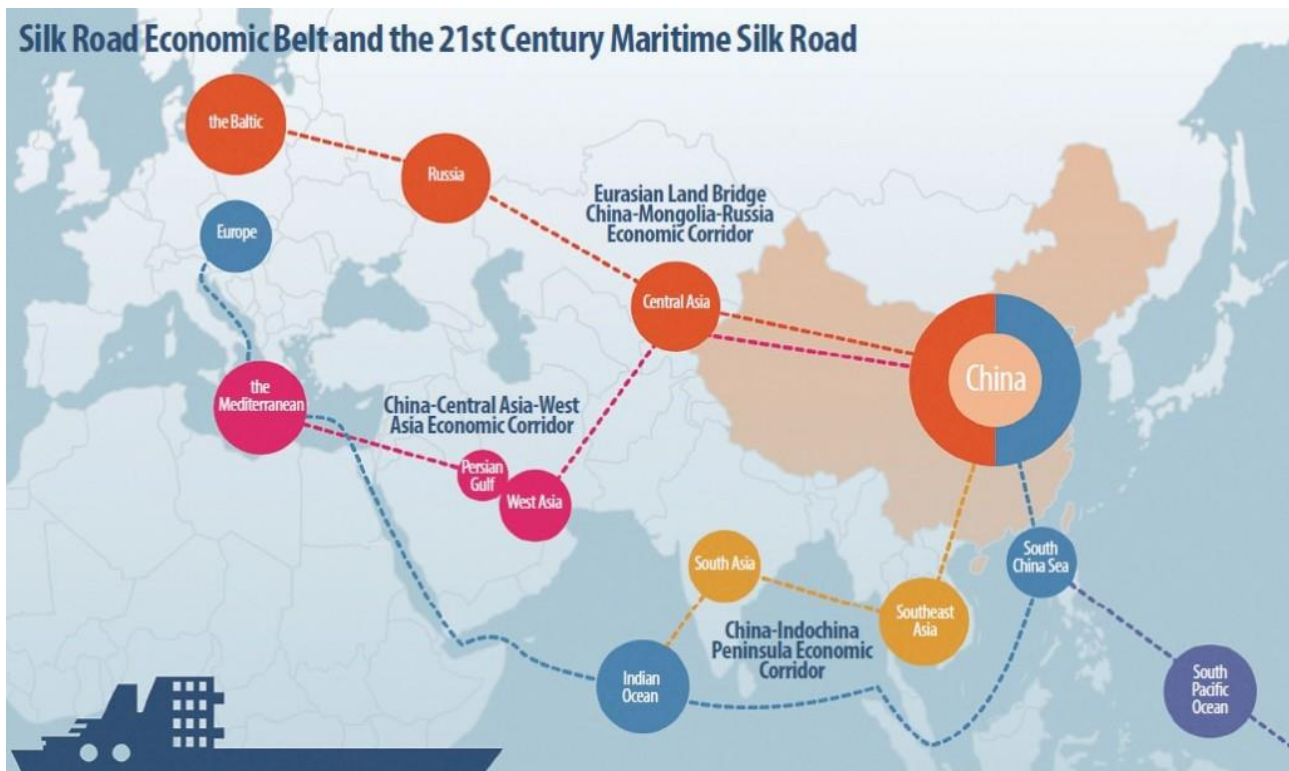 Silk Road Economic Belt and the 21st Century Maritime Silk Road
the Baltic
Russia
Eurasian Land Bridge
China-Mongolia-Russia
Economic Corridor
Europe
Central Asia
China
the
Mediterranean
China-Central Asia-West
Asia Economic Corridor
Persian
Gulf
West Asia
South Asia
South
China Sea
Southeast
Asia
China-Indochina
Peninsula Economic
Corridor
Indian
Ocean
South
Pacific
Ocean